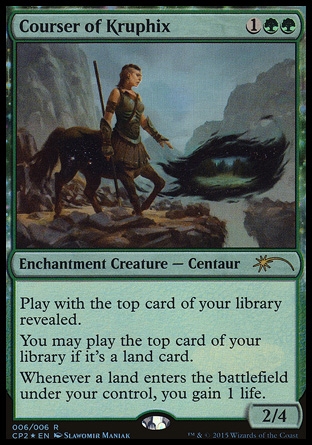 Courser of Kruphix 1
Enchantment Creature — Centaur
Play with the top card of your library
revealed.
You may play the top card of your
library if it's a land card.
Whenever a land enters the battlefield
under your control, you gain 1 life.
2/4
006/006 R
CP2 ★ EN Slawomir Maniak
™ & © 2015 Wizards of the Coast